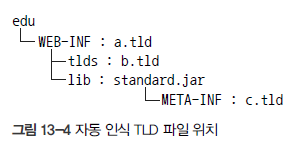 edu
WEB-INF : a.tld
tlds : b.tld
lib : standard.jar
META-INF : c.tld
그림 13-4 자동 인식 TLD 파일 위치